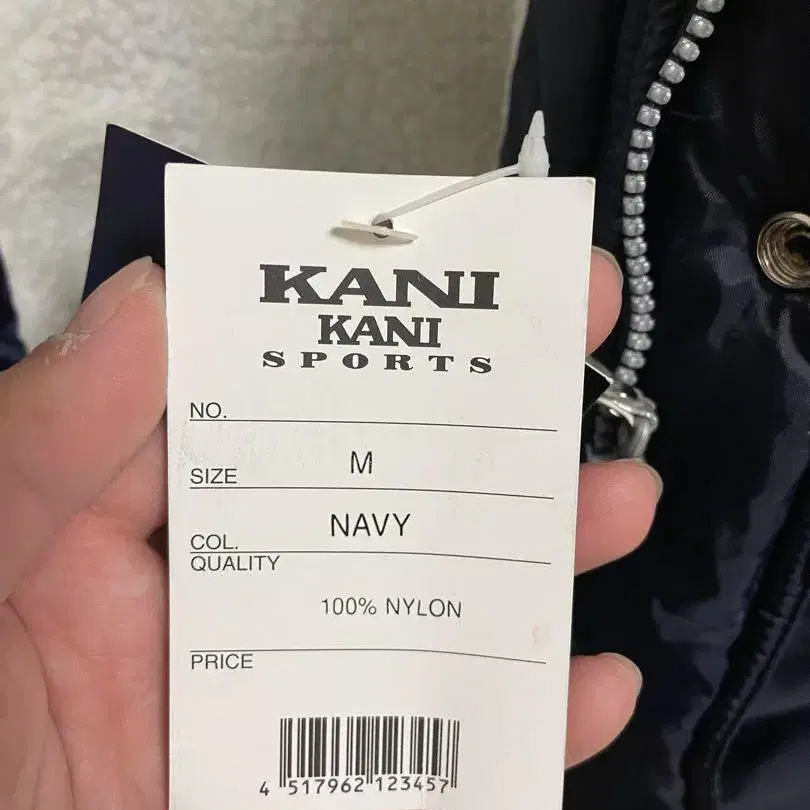 KANI
KANI
SPORTS
NO.
SIZE M
COL. NAVY
QUALITY
100% NYLON
PRICE
4 517962 123457